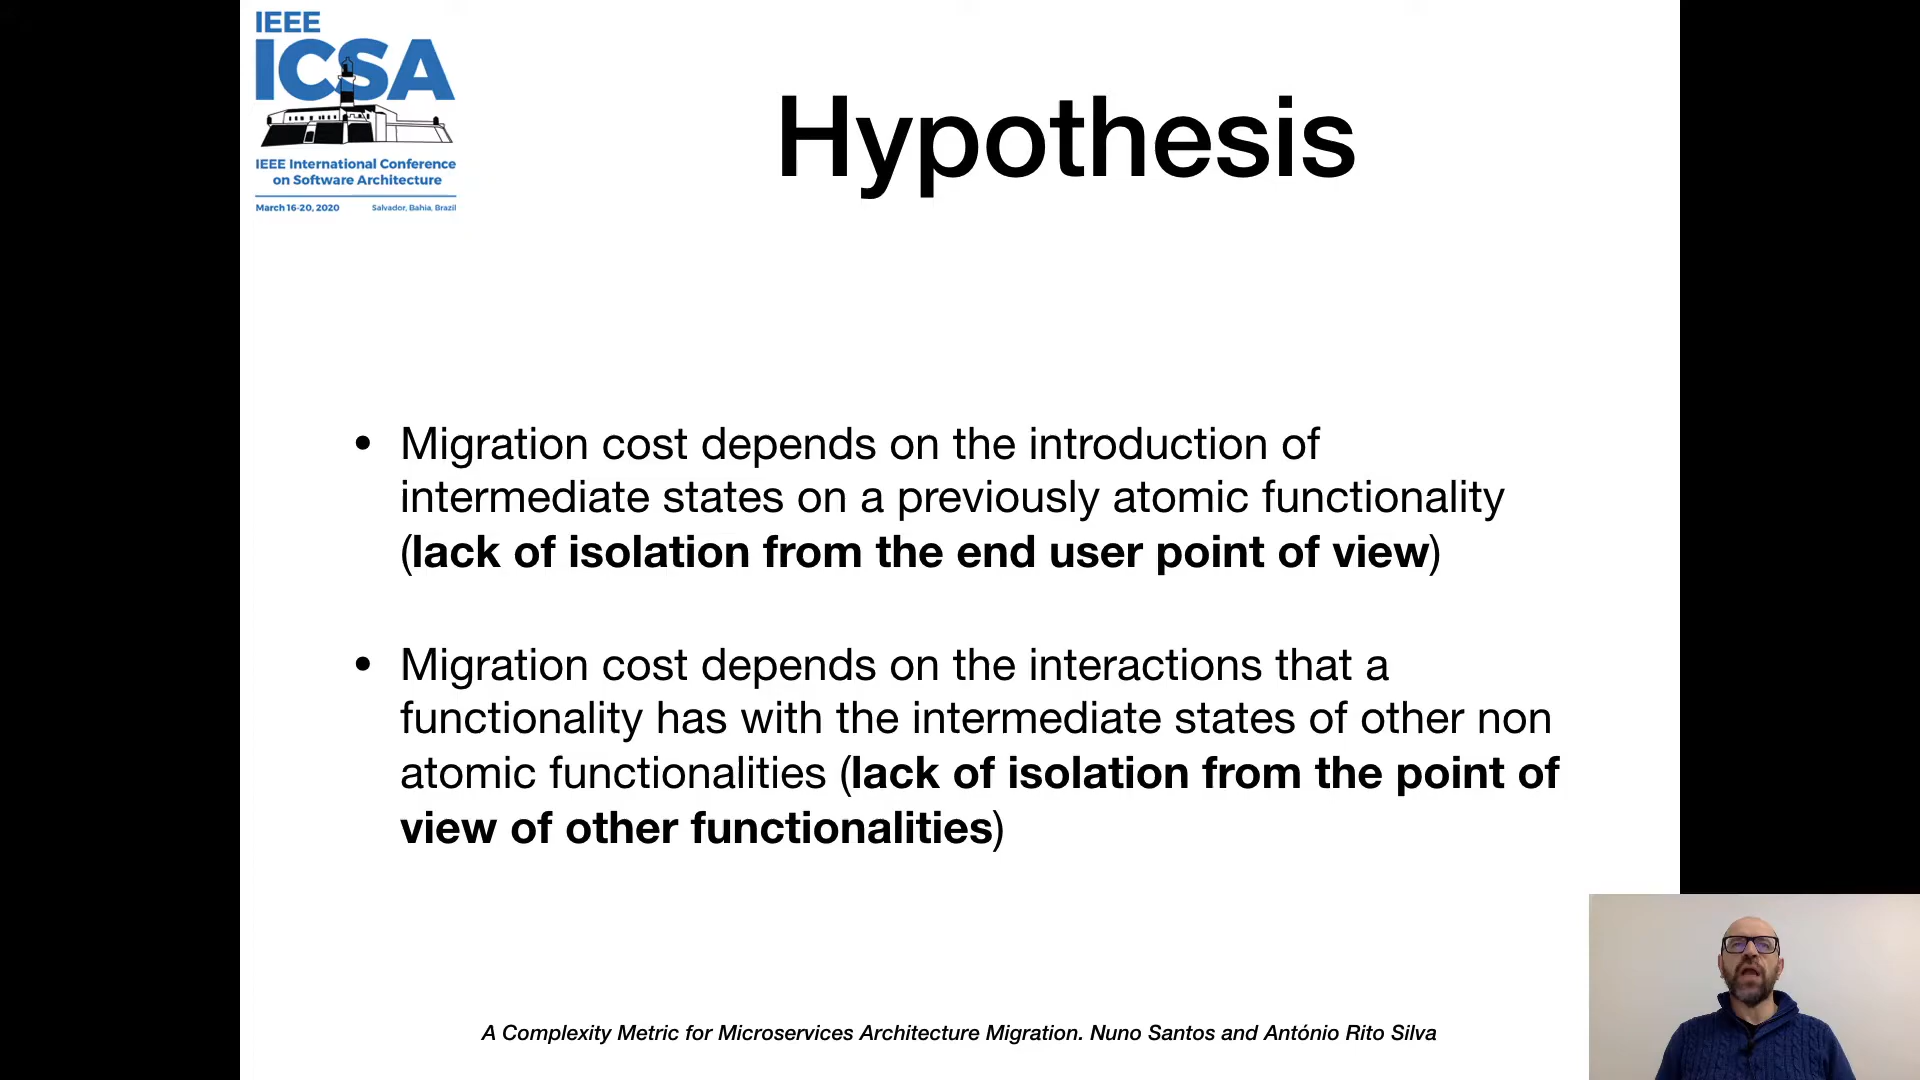 IEEE
ICSA
IEEE International Conference
on Software Architecture
March 16-20, 2020 Salvador, Bahia, Brazil
Hypothesis
• Migration cost depends on the introduction of
intermediate states on a previously atomic functionality
(lack of isolation from the end user point of view)
• Migration cost depends on the interactions that a
functionality has with the intermediate states of other non
atomic functionalities (lack of isolation from the point of
view of other functionalities)
A Complexity Metric for Microservices Architecture Migration. Nuno Santos and António Rito Silva